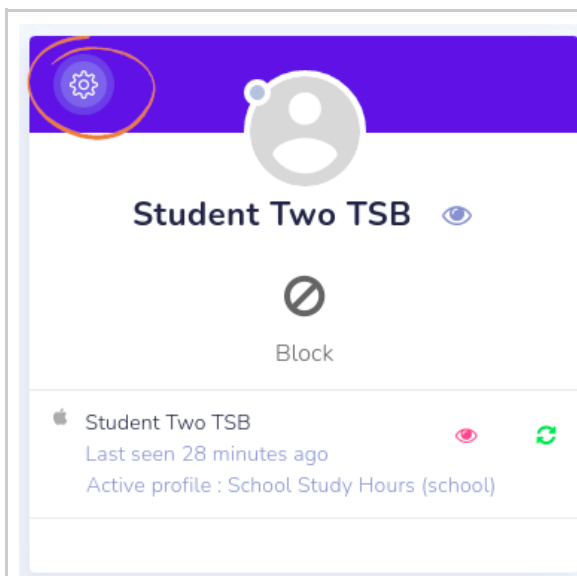 Student Two TSB
Block
Student Two TSB
Last seen 28 minutes ago
Active profile : School Study Hours (school)